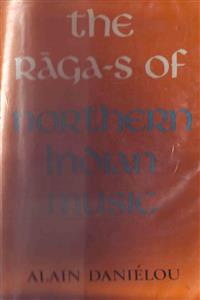 the
rāga-s of
northern
indian
music
ALAIN DANIÉLOU